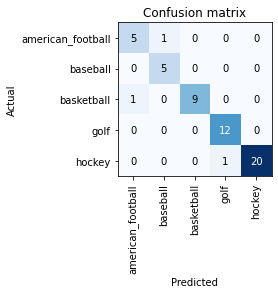 Confusion matrix
Actual
american_football 5 1 0 0 0
baseball 0 5 0 0 0
basketball 1 0 9 0 0
golf 0 0 0 12 0
hockey 0 0 0 1 20
american_football baseball basketball golf hockey
Predicted